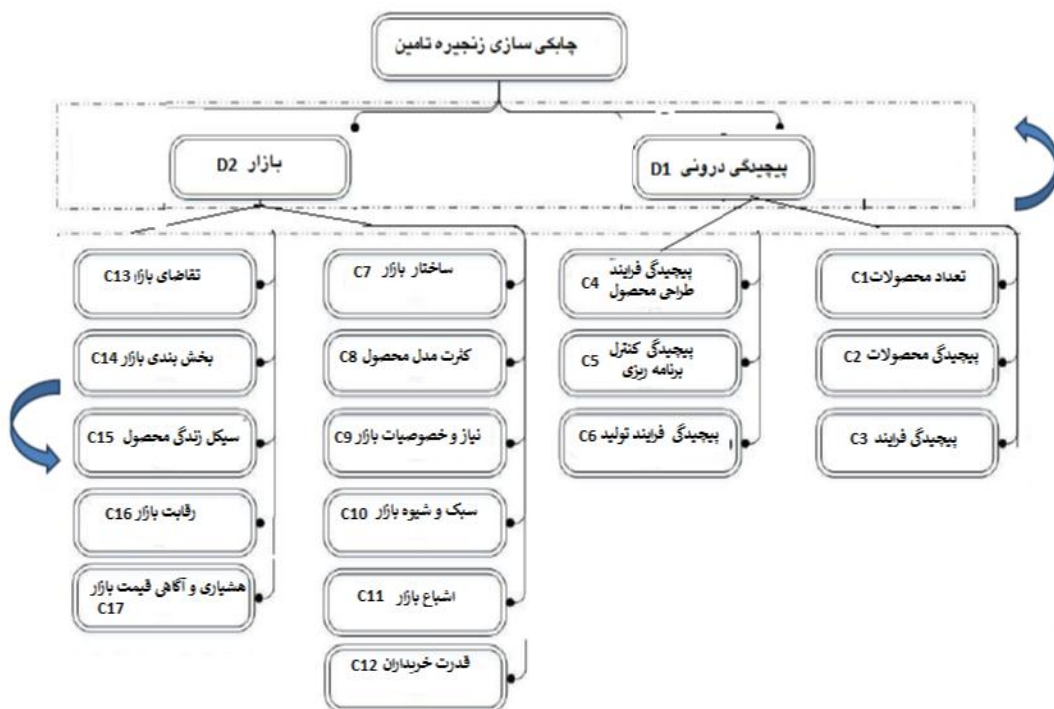 چابکی سازی زنجیره تامین
پیچیدگی درونی D1
بازار D2
تعداد محصولات C1
پیچیدگی محصولات C2
پیچیدگی فرایند C3
پیچیدگی فرایند
طراحی محصول C4
پیچیدگی کنترل
برنامه ریزی C5
پیچیدگی فرایند تولید C6
ساختار بازار C7
کثرت مدل محصول C8
نیاز و خصوصیات بازار C9
سبک و شیوه بازار C10
اشباع بازار C11
قدرت خریداران C12
تقاضای بازار C13
بخش بندی بازار C14
سیکل زندگی محصول C15
رقابت بازار C16
هشیاری و آگاهی قیمت بازار
C17